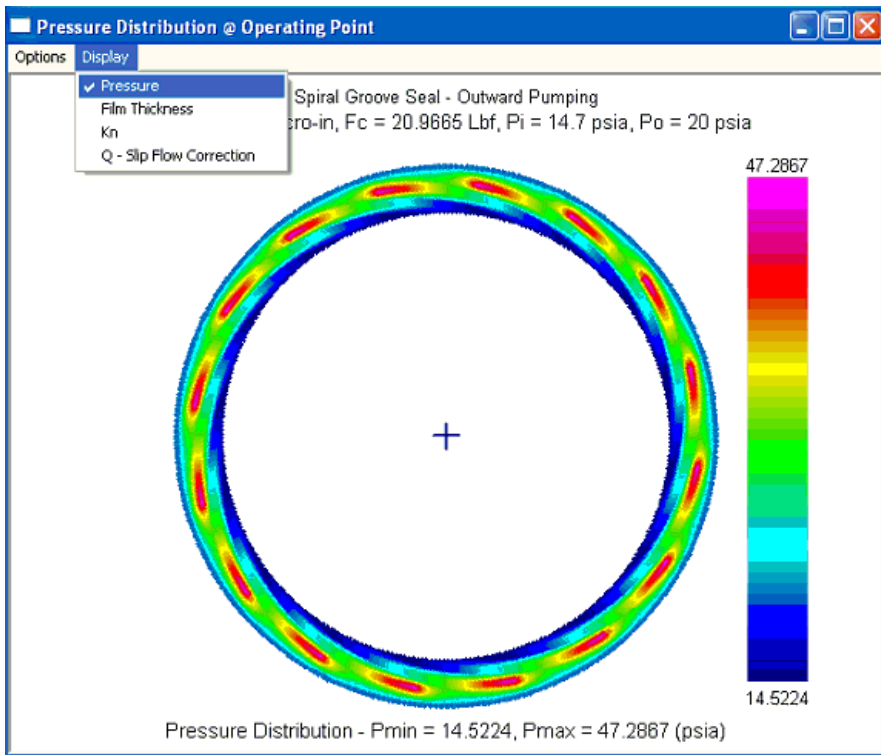 Pressure Distribution @ Operating Point
Options Display
Pressure
Film Thickness
Kn
Q - Slip Flow Correction
Spiral Groove Seal - Outward Pumping
cro-in, Fc = 20.9665 Lbf, Pi = 14.7 psia, Po = 20 psia
47.2867
14.5224
Pressure Distribution - Pmin = 14.5224, Pmax = 47.2867 (psia)